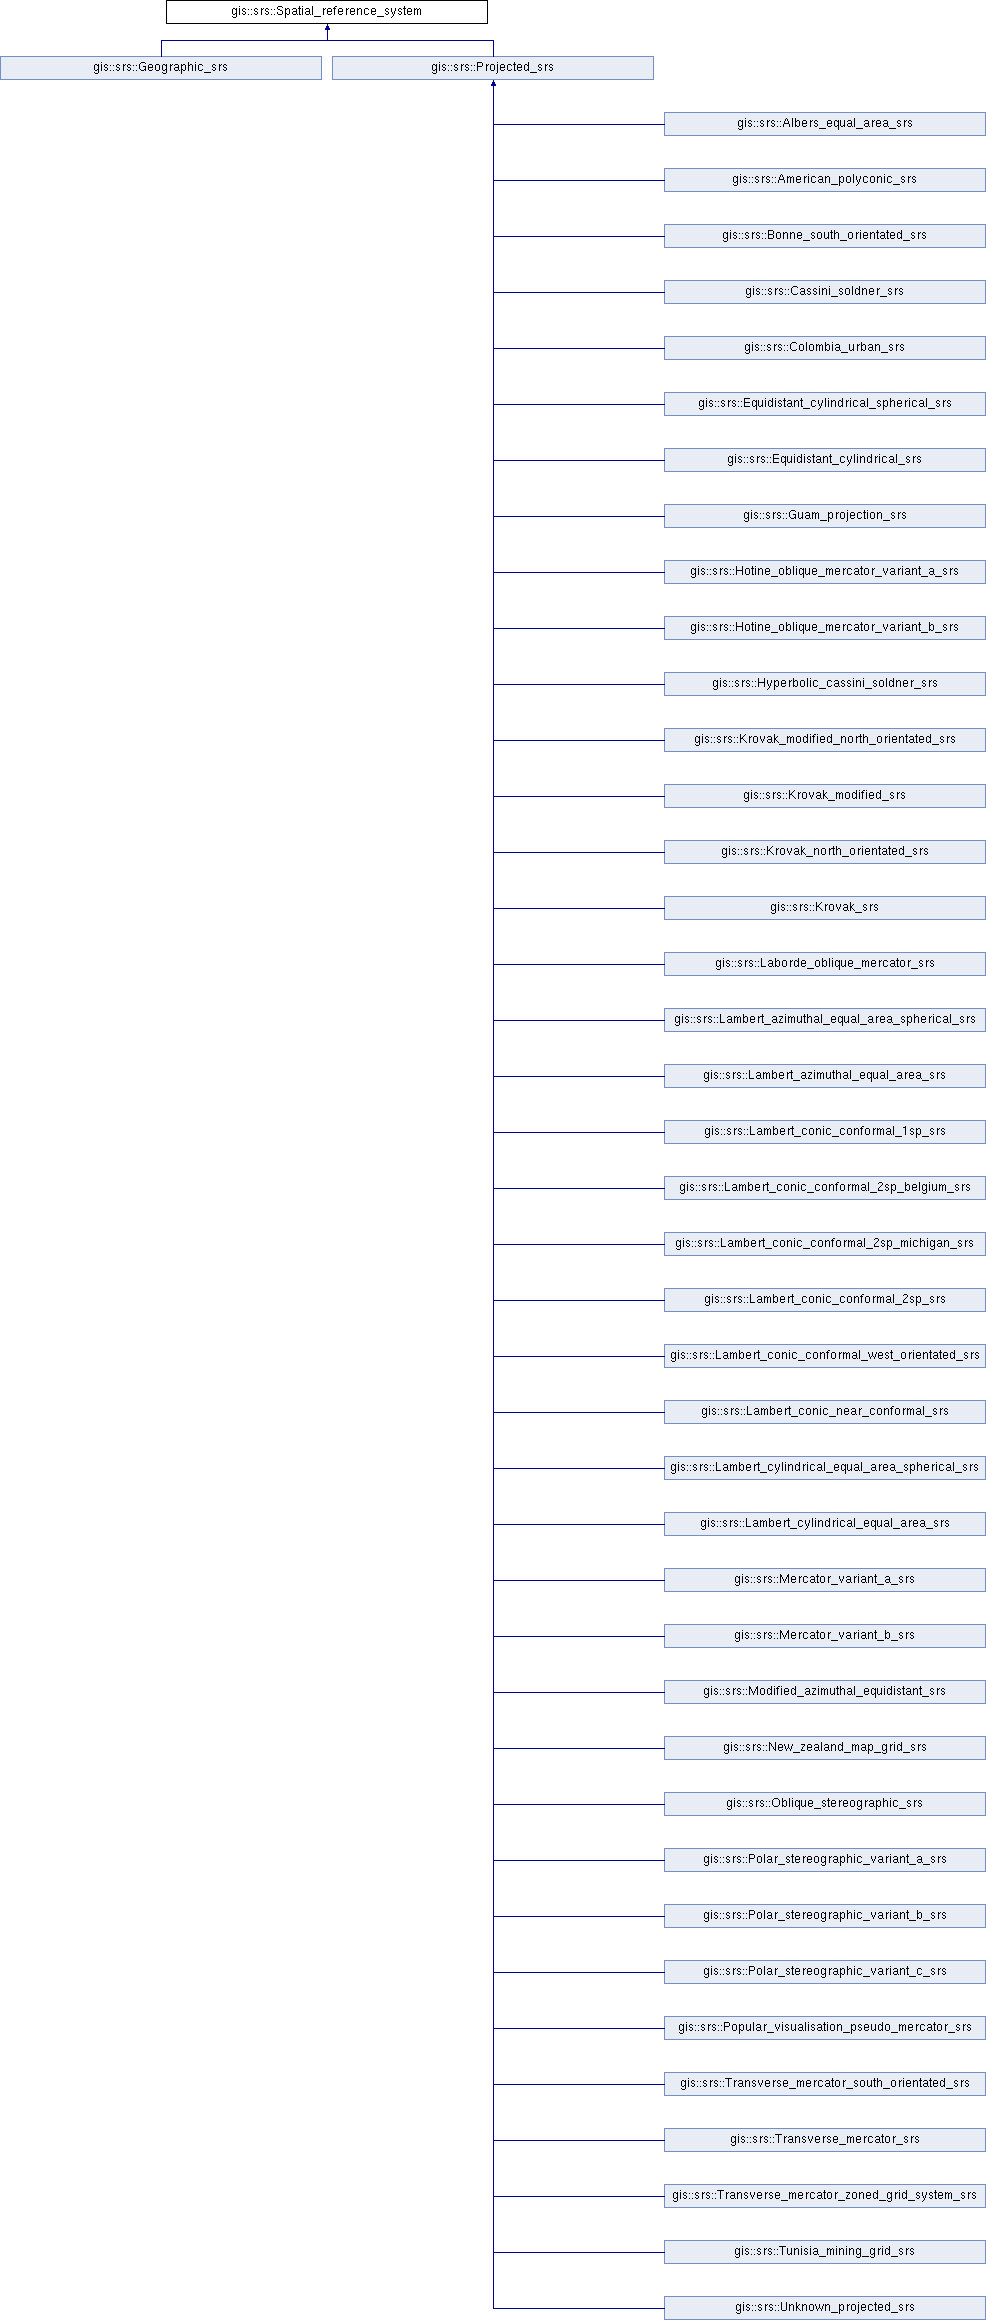 gis::srs::Spatial_reference_system
gis::srs::Geographic_srs
gis::srs::Projected_srs
gis::srs::Albers_equal_area_srs
gis::srs::American_polyconic_srs
gis::srs::Bonne_south_orientated_srs
gis::srs::Cassini_soldner_srs
gis::srs::Colombia_urban_srs
gis::srs::Equidistant_cylindrical_spherical_srs
gis::srs::Equidistant_cylindrical_srs
gis::srs::Guam_projection_srs
gis::srs::Hotine_oblique_mercator_variant_a_srs
gis::srs::Hotine_oblique_mercator_variant_b_srs
gis::srs::Hyperbolic_cassini_soldner_srs
gis::srs::Krovak_modified_north_orientated_srs
gis::srs::Krovak_modified_srs
gis::srs::Krovak_north_orientated_srs
gis::srs::Krovak_srs
gis::srs::Laborde_oblique_mercator_srs
gis::srs::Lambert_azimuthal_equal_area_spherical_srs
gis::srs::Lambert_azimuthal_equal_area_srs
gis::srs::Lambert_conic_conformal_1sp_srs
gis::srs::Lambert_conic_conformal_2sp_belgium_srs
gis::srs::Lambert_conic_conformal_2sp_michigan_srs
gis::srs::Lambert_conic_conformal_2sp_srs
gis::srs::Lambert_conic_conformal_west_orientated_srs
gis::srs::Lambert_conic_near_conformal_srs
gis::srs::Lambert_cylindrical_equal_area_spherical_srs
gis::srs::Lambert_cylindrical_equal_area_srs
gis::srs::Mercator_variant_a_srs
gis::srs::Mercator_variant_b_srs
gis::srs::Modified_azimuthal_equidistant_srs
gis::srs::New_zealand_map_grid_srs
gis::srs::Oblique_stereographic_srs
gis::srs::Polar_stereographic_variant_a_srs
gis::srs::Polar_stereographic_variant_b_srs
gis::srs::Polar_stereographic_variant_c_srs
gis::srs::Popular_visualisation_pseudo_mercator_srs
gis::srs::Transverse_mercator_south_orientated_srs
gis::srs::Transverse_mercator_srs
gis::srs::Transverse_mercator_zoned_grid_system_srs
gis::srs::Tunisia_mining_grid_srs
gis::srs::Unknown_projected_srs